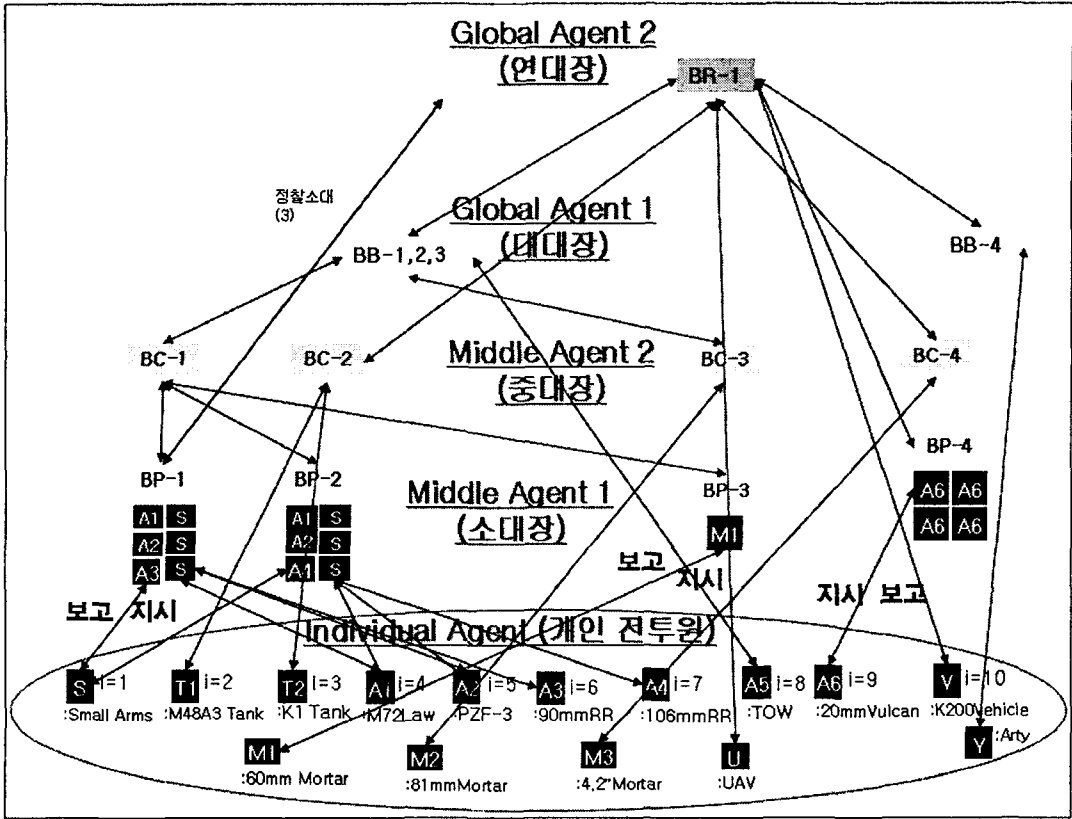 Global Agent 2
(연대장)
BR-1
정찰소대
(3)
Global Agent 1
(대대장)
BB-1,2,3
BB-4
BC-1
BC-2
Middle Agent 2
(중대장)
BC-3
BC-4
BP-1
BP-2
Middle Agent 1
(소대장)
BP-3
BP-4
A1 S
A2 S
A3 S
A1 S
A2 S
A4 S
M1
A6 A6
A6 A6
보고 지시
보고 지시
지시 보고
Individual Agent (개인 전투원)
S i=1
:Small Arms
T1 i=2
:M48A3 Tank
T2 i=3
:K1 Tank
A1 i=4
:M72Law
A2 i=5
:PZF-3
A3 i=6
:90mmRR
A4 i=7
:106mmRR
A5 i=8
:TOW
A6 i=9
:20mmVulcan
V i=10
:K200Vehicle
Y :Arty
M1
:60mm Mortar
M2
:81mmMortar
M3
:4,2"Mortar
U
:UAV